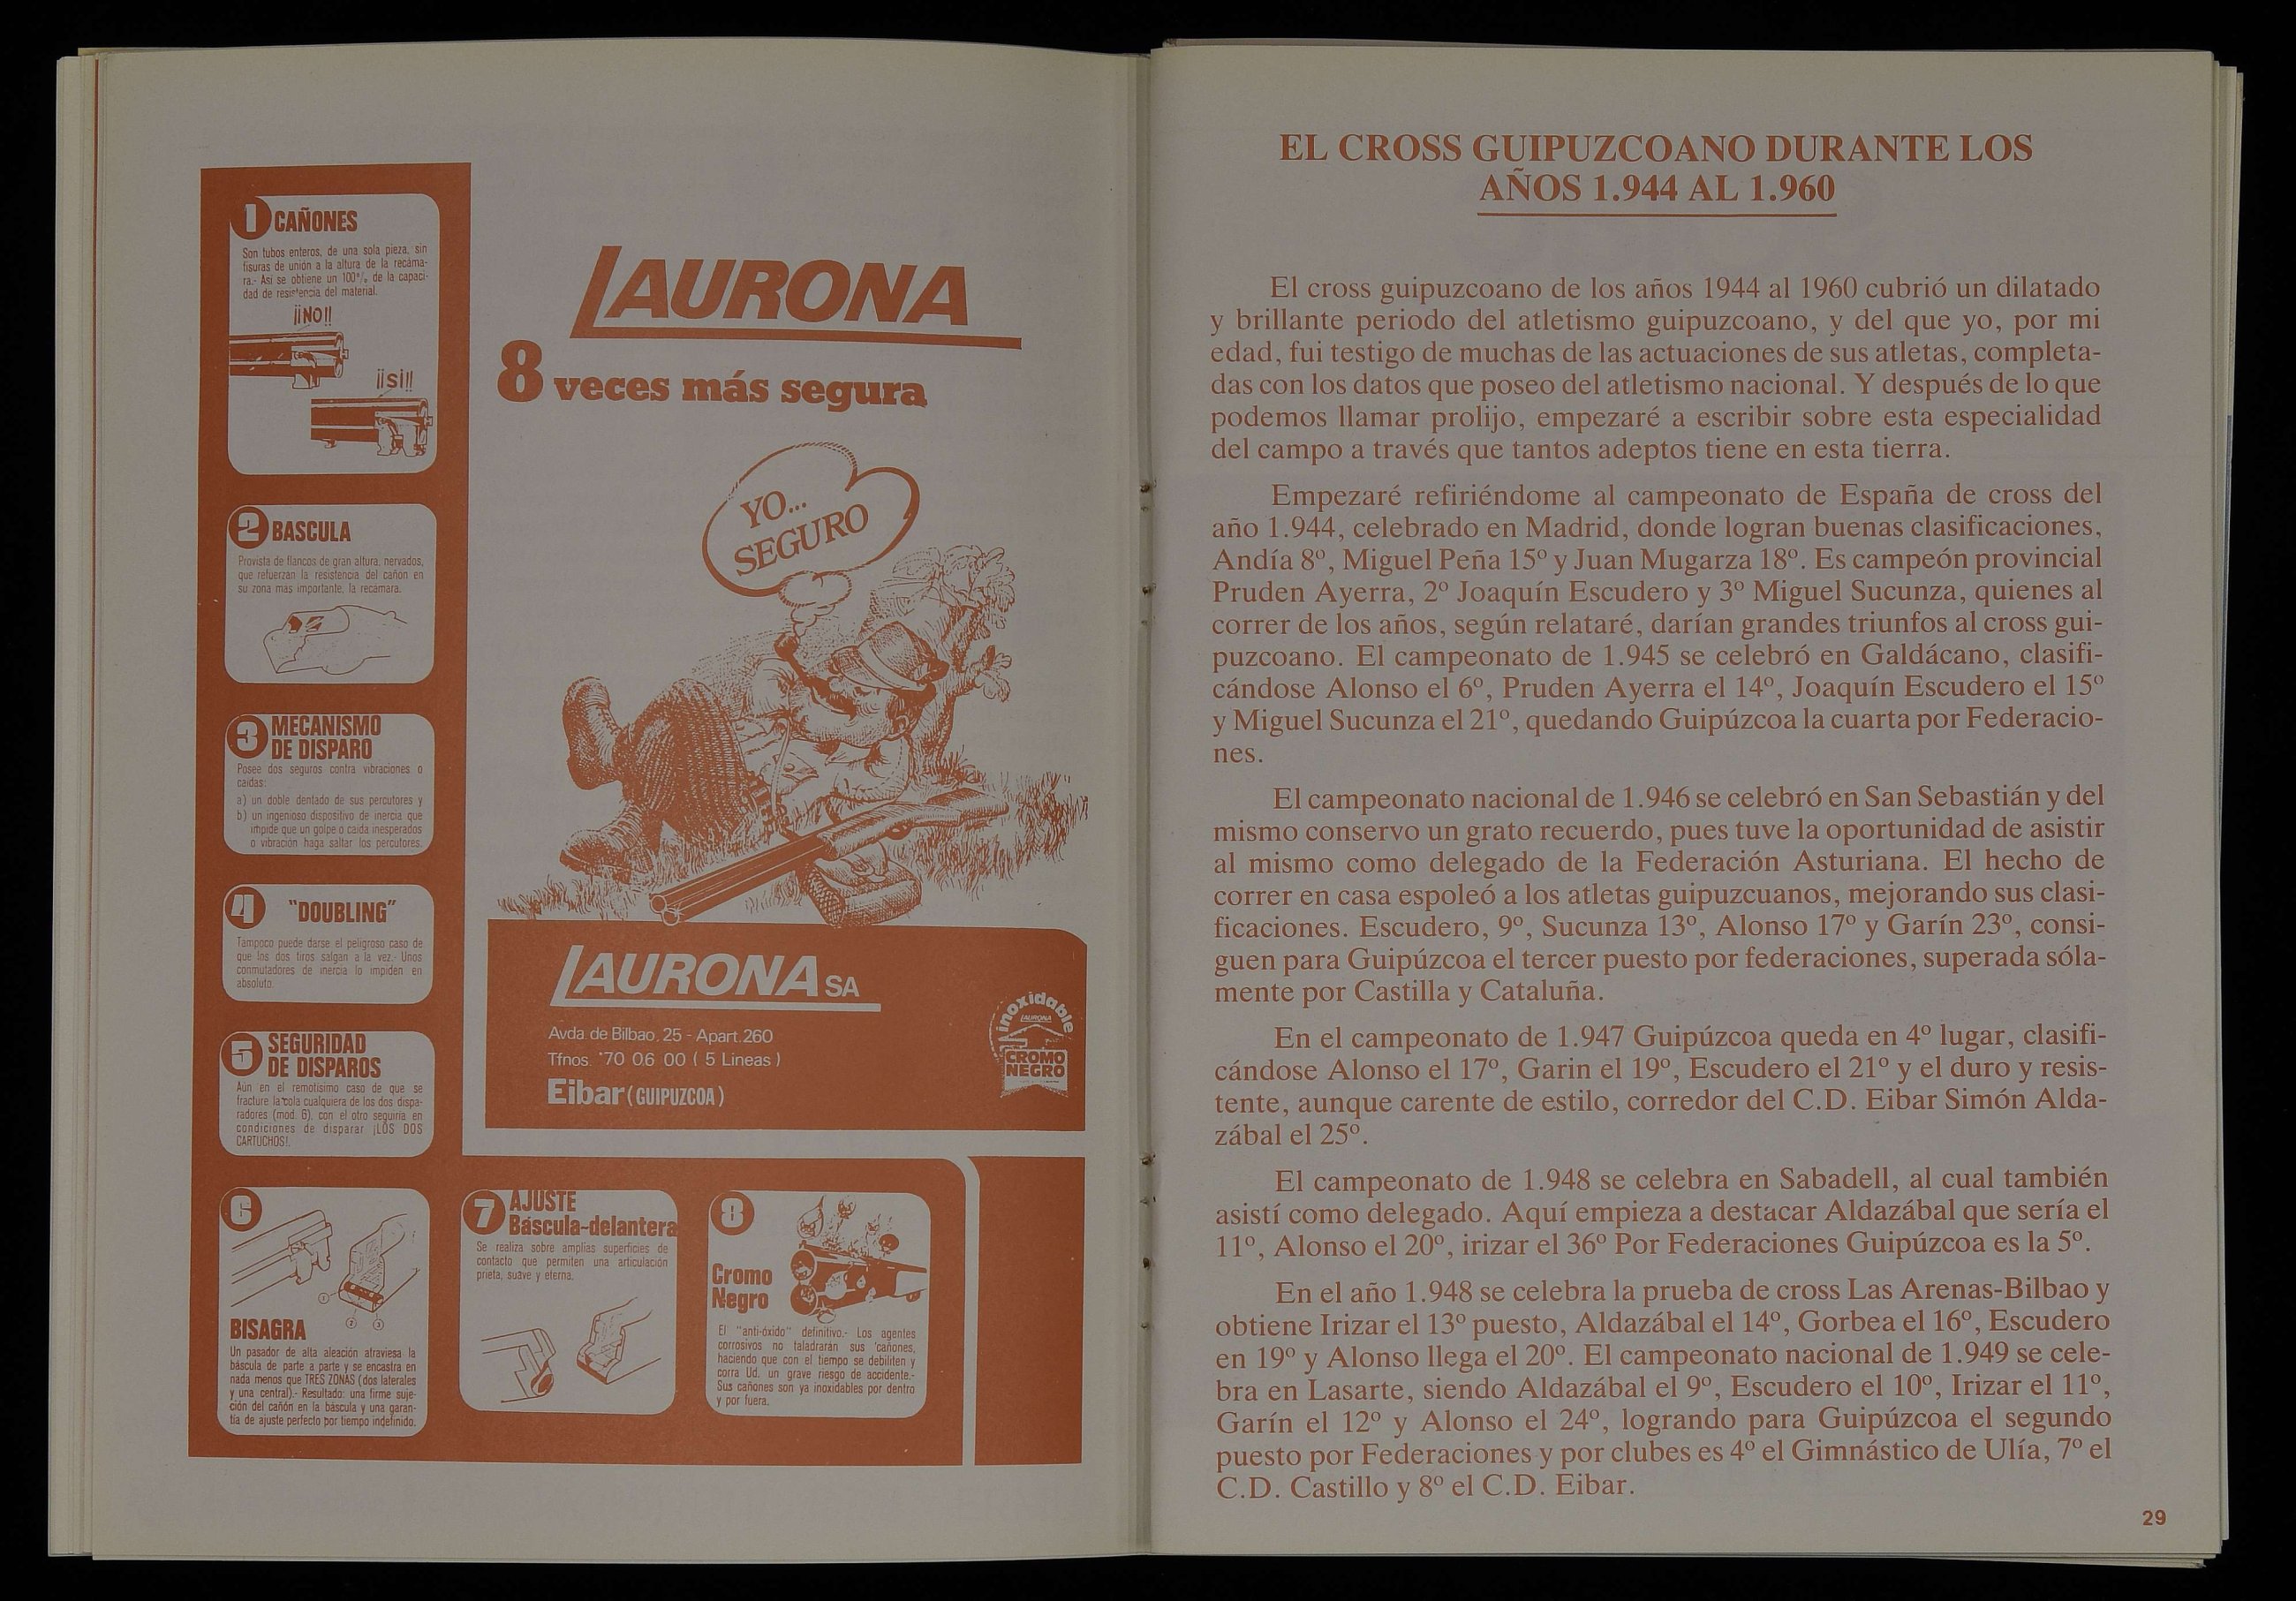 1 CAÑONES
Son tubos enteros, de una sola pieza, sin
fisuras de unión a la altura de la recáma-
ra.- Asi se obtiene un 100% de la capaci-
dad de resistencia del material.
¡¡NO!!
¡¡SI!!
2 BASCULA
Provista de flancos de gran altura, nervados,
que refuerzan la resistencia del cañón en
su zona mas importante, la recámara.
3 MECANISMO
DE DISPARO
Posee dos seguros contra vibraciones o
caidas:
a) un doble dentado de sus percutores y
b) un ingenioso dispositivo de inercia que
impide que un golpe o caida inesperados
o vibración haga saltar los percutores.
4 "DOUBLING"
Tampoco puede darse el peligroso caso de
que los dos tiros salgan a la vez.- Unos
conmutadores de inercia lo impiden en
absoluto.
5 SEGURIDAD
DE DISPAROS
Aun en el remotisimo caso de que se
fracture la cola cualquiera de los dos dispa-
radores (mod. 6), con el otro seguiria en
condiciones de disparar ¡LOS DOS
CARTUCHOS!.
6
1
2
3
BISAGRA
Un pasador de alta aleación atraviesa la
báscula de parte a parte y se encastra en
nada menos que TRES ZONAS (dos laterales
y una central).- Resultado: una firme suje-
ción del cañón en la báscula y una garan-
tía de ajuste perfecto por tiempo indefinido.
7 AJUSTE
Báscula-delantera
Se realiza sobre amplias superficies de
contacto que permiten una articulación
prieta, suave y eterna.
8
Cromo
Negro
El "anti-óxido" definitivo.- Los agentes
corrosivos no taladrarán sus cañones,
haciendo que con el tiempo se debiliten y
corra Ud. un grave riesgo de accidente.-
Sus cañones son ya inoxidables por dentro
y por fuera.
LAURONA
8 veces más segura
YO...
SEGURO
LAURONA SA
Avda. de Bilbao, 25 - Apart. 260
Tfnos. *70 06 00 ( 5 Lineas )
Eibar (GUIPUZCOA)
inoxidable
LAURONA
CROMO
NEGRO
EL CROSS GUIPUZCOANO DURANTE LOS
AÑOS 1.944 AL 1.960
El cross guipuzcoano de los años 1944 al 1960 cubrió un dilatado
y brillante periodo del atletismo guipuzcoano, y del que yo, por mi
edad, fui testigo de muchas de las actuaciones de sus atletas, completa-
das con los datos que poseo del atletismo nacional. Y después de lo que
podemos llamar prolijo, empezaré a escribir sobre esta especialidad
del campo a través que tantos adeptos tiene en esta tierra.
Empezaré refiriéndome al campeonato de España de cross del
año 1.944, celebrado en Madrid, donde logran buenas clasificaciones,
Andía 8º, Miguel Peña 15º y Juan Mugarza 18º. Es campeón provincial
Pruden Ayerra, 2º Joaquín Escudero y 3º Miguel Sucunza, quienes al
correr de los años, según relataré, darían grandes triunfos al cross gui-
puzcoano. El campeonato de 1.945 se celebró en Galdácano, clasifi-
cándose Alonso el 6º, Pruden Ayerra el 14º, Joaquín Escudero el 15º
y Miguel Sucunza el 21º, quedando Guipúzcoa la cuarta por Federacio-
nes.
El campeonato nacional de 1.946 se celebró en San Sebastián y del
mismo conservo un grato recuerdo, pues tuve la oportunidad de asistir
al mismo como delegado de la Federación Asturiana. El hecho de
correr en casa espoleó a los atletas guipuzcuanos, mejorando sus clasi-
ficaciones. Escudero, 9º, Sucunza 13º, Alonso 17º y Garín 23º, consi-
guen para Guipúzcoa el tercer puesto por federaciones, superada sóla-
mente por Castilla y Cataluña.
En el campeonato de 1.947 Guipúzcoa queda en 4º lugar, clasifi-
cándose Alonso el 17º, Garin el 19º, Escudero el 21º y el duro y resis-
tente, aunque carente de estilo, corredor del C.D. Eibar Simón Alda-
zábal el 25º.
El campeonato de 1.948 se celebra en Sabadell, al cual también
asistí como delegado. Aquí empieza a destacar Aldazábal que sería el
11º, Alonso el 20º, irizar el 36º Por Federaciones Guipúzcoa es la 5º.
En el año 1.948 se celebra la prueba de cross Las Arenas-Bilbao y
obtiene Irizar el 13º puesto, Aldazábal el 14º, Gorbea el 16º, Escudero
en 19º y Alonso llega el 20º. El campeonato nacional de 1.949 se cele-
bra en Lasarte, siendo Aldazábal el 9º, Escudero el 10º, Irizar el 11º,
Garín el 12º y Alonso el 24º, logrando para Guipúzcoa el segundo
puesto por Federaciones y por clubes es 4º el Gimnástico de Ulía, 7º el
C.D. Castillo y 8º el C.D. Eibar.
29